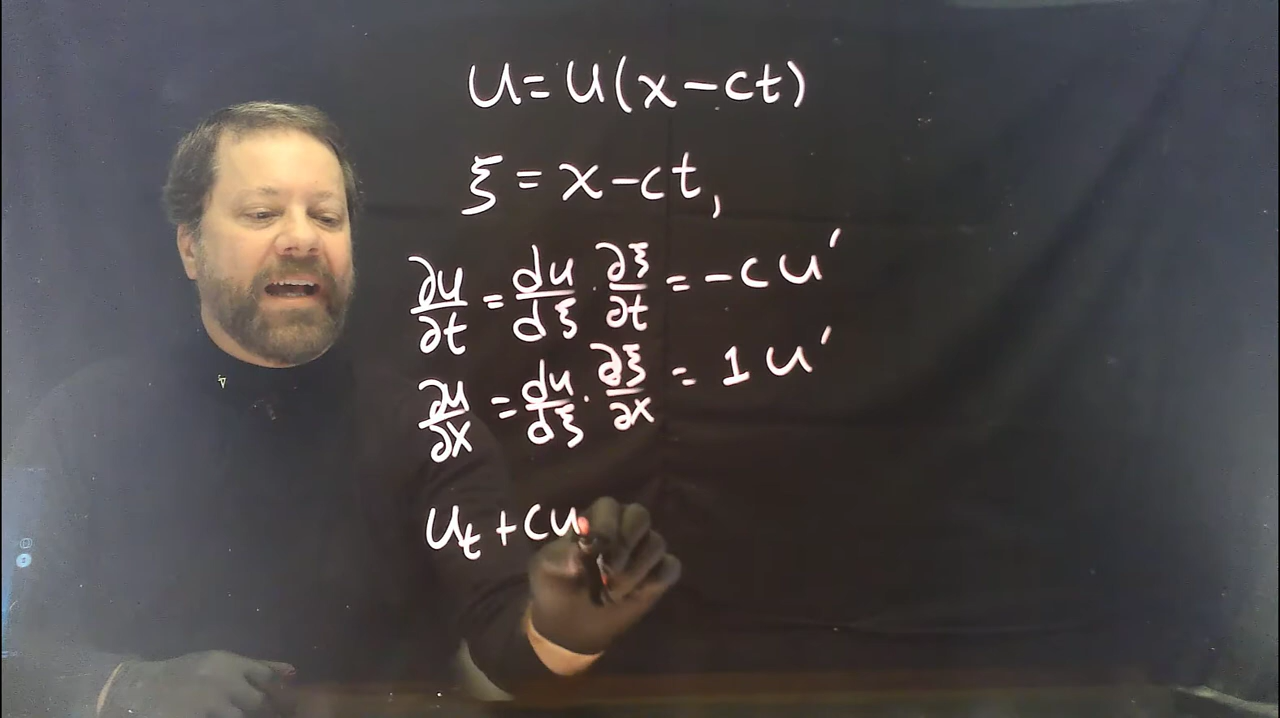 u = u(x - ct)
ξ = x - ct,
∂u/∂t = du/dξ · ∂ξ/∂t = -c u′
∂u/∂x = du/dξ · ∂ξ/∂x = 1 u′
u_t + cu